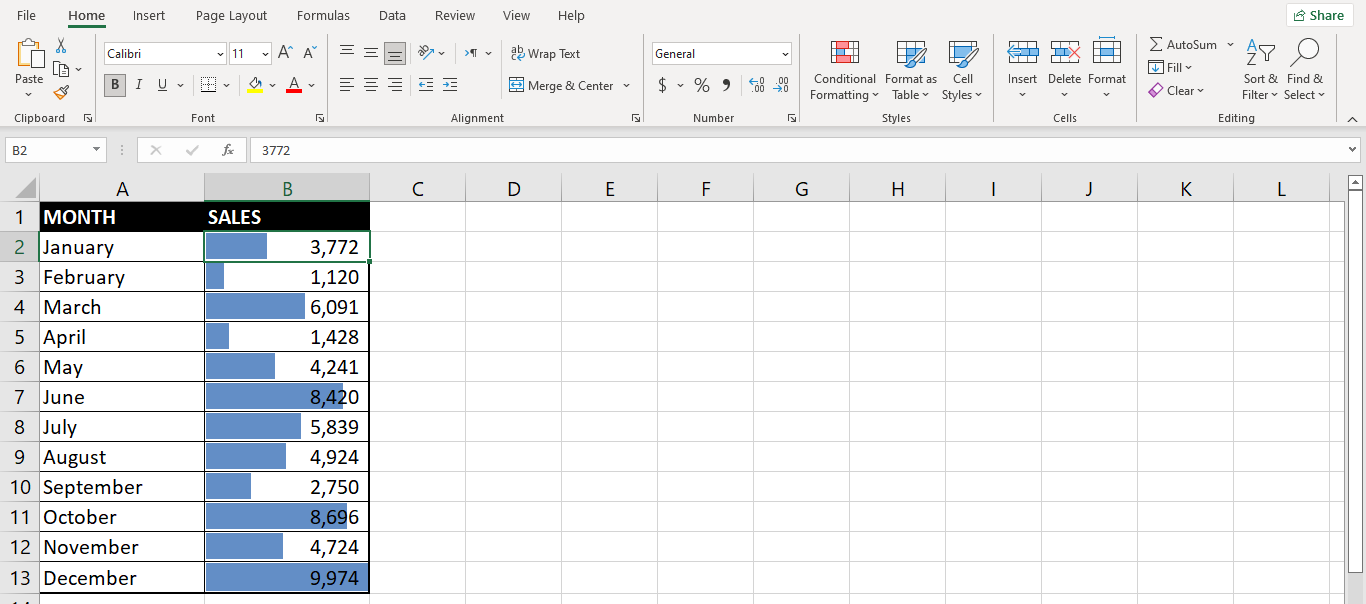 File Home Insert Page Layout Formulas Data Review View Help Share
Calibri 11 A^ A˅ ab Wrap Text General AutoSum
Paste B I U A Merge & Center $ % 9 .00 .00 Conditional Formatting Format as Table Cell Styles Insert Delete Format Fill Clear Sort & Filter Find & Select
Clipboard Font Alignment Number Styles Cells Editing
B2 fx 3772
A B C D E F G H I J K L
1 MONTH SALES
2 January 3,772
3 February 1,120
4 March 6,091
5 April 1,428
6 May 4,241
7 June 8,420
8 July 5,839
9 August 4,924
10 September 2,750
11 October 8,696
12 November 4,724
13 December 9,974